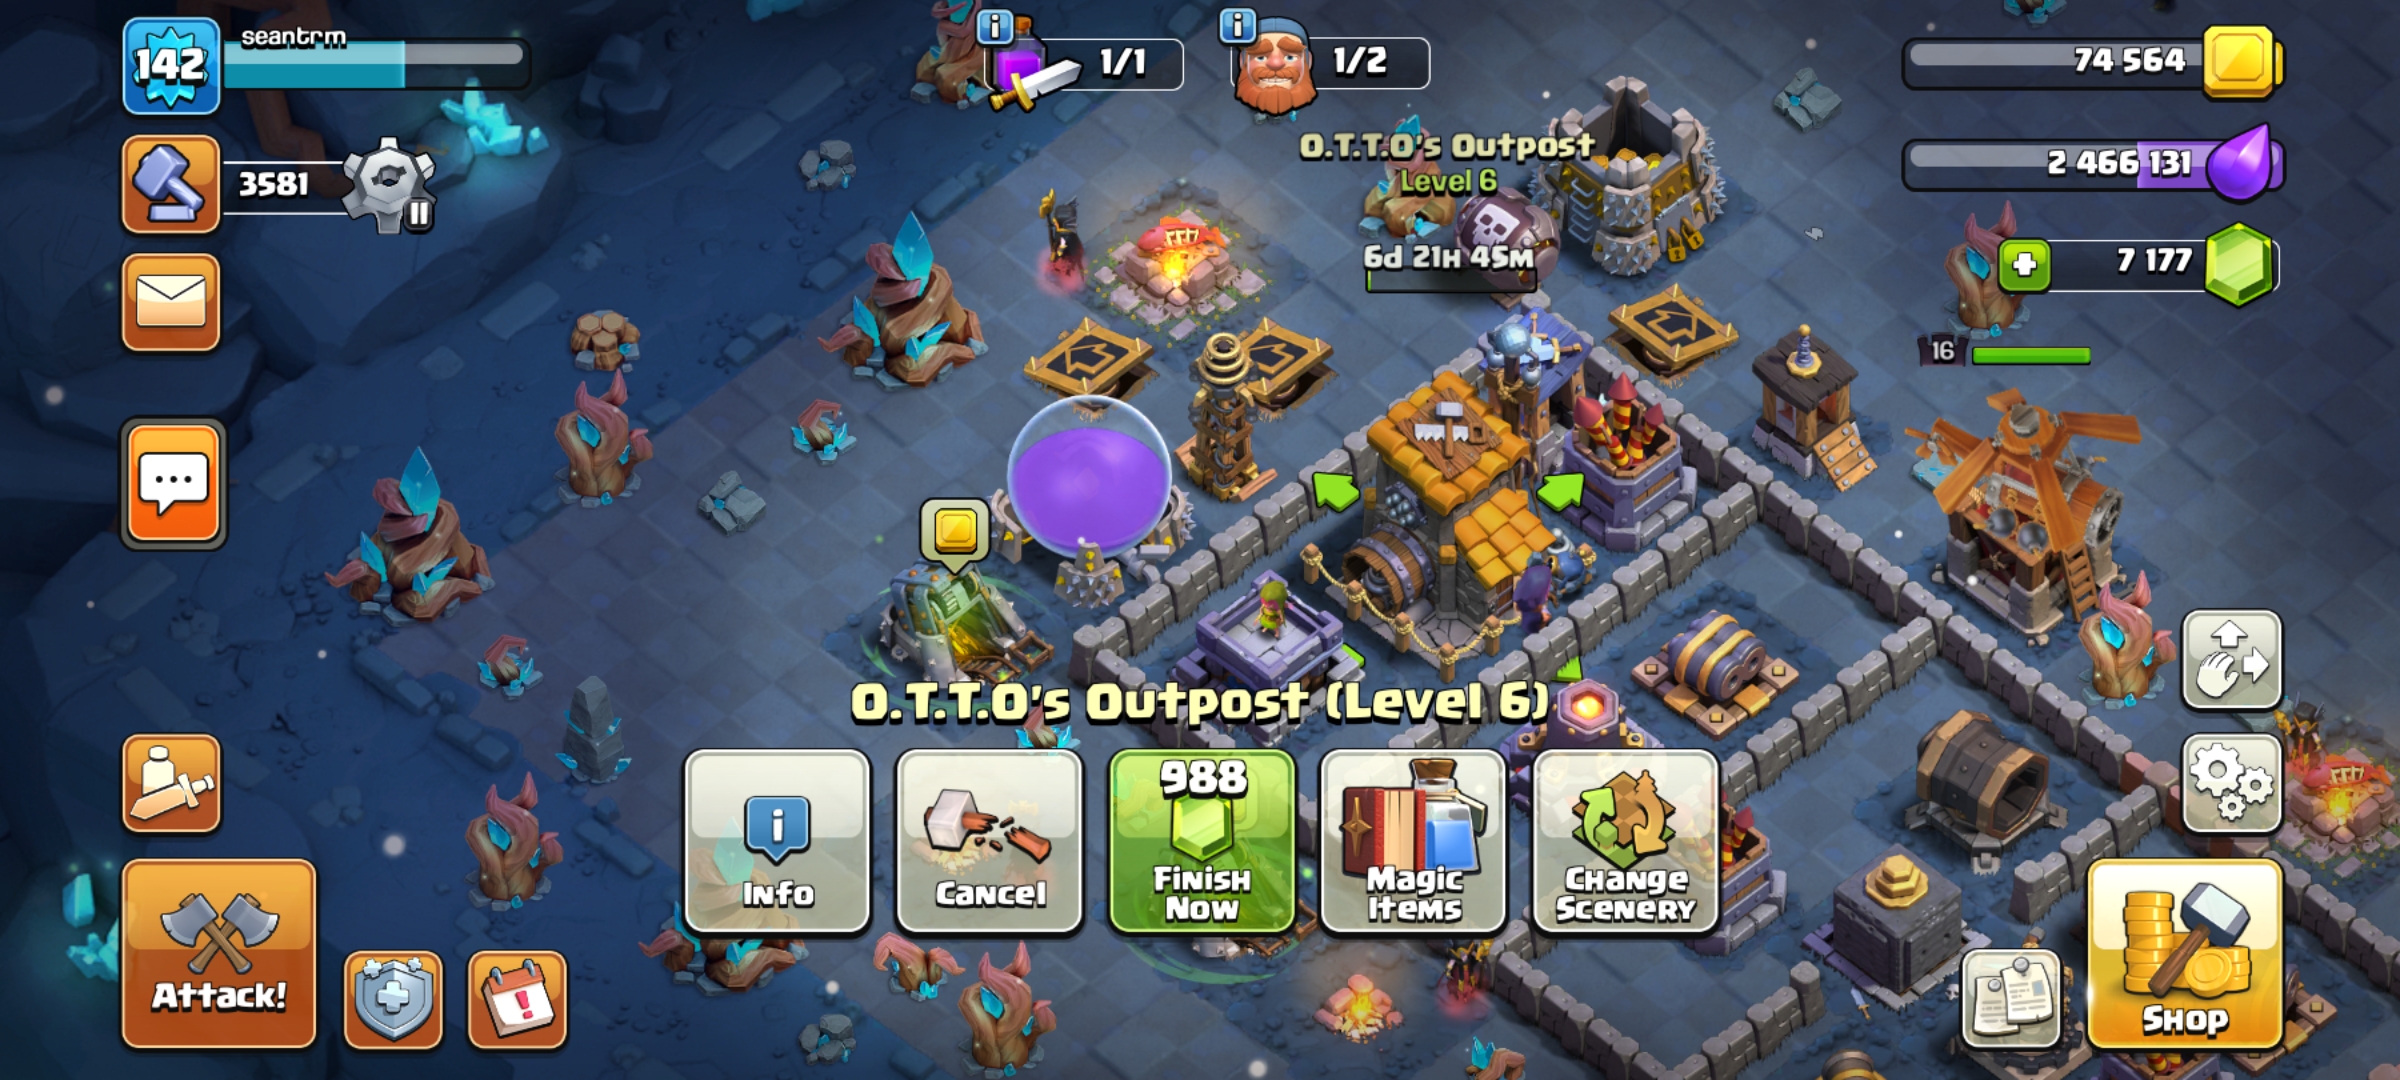 142
seantrm
1/1
1/2
74 564
3581
O.T.T.O's Outpost
Level 6
2 466 131
6d 21H 45M
7 177
16
O.T.T.O's Outpost (Level 6)
Info
Cancel
988
Finish
Now
Magic
Items
Change
Scenery
Attack!
Shop